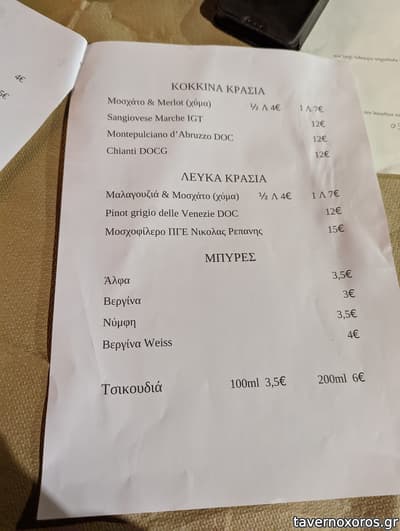 4€
5€
ΚΟΚΚΙΝΑ ΚΡΑΣΙΑ
Μοσχάτο & Merlot (χύμα) ½ Λ 4€ 1 Λ 7€
Sangiovese Marche IGT 12€
Montepulciano d’Abruzzo DOC 12€
Chianti DOCG 12€
ΛΕΥΚΑ ΚΡΑΣΙΑ
Μαλαγουζιά & Μοσχάτο (χύμα) ½ Λ 4€ 1 Λ 7€
Pinot grigio delle Venezie DOC 12€
Μοσχοφίλερο ΠΓΕ Νικολας Ρεπανης 15€
ΜΠΥΡΕΣ
Άλφα 3,5€
Βεργίνα 3€
Νύμφη 3,5€
Βεργίνα Weiss 4€
Τσικουδιά 100ml 3,5€ 200ml 6€
tavernoxoros.gr